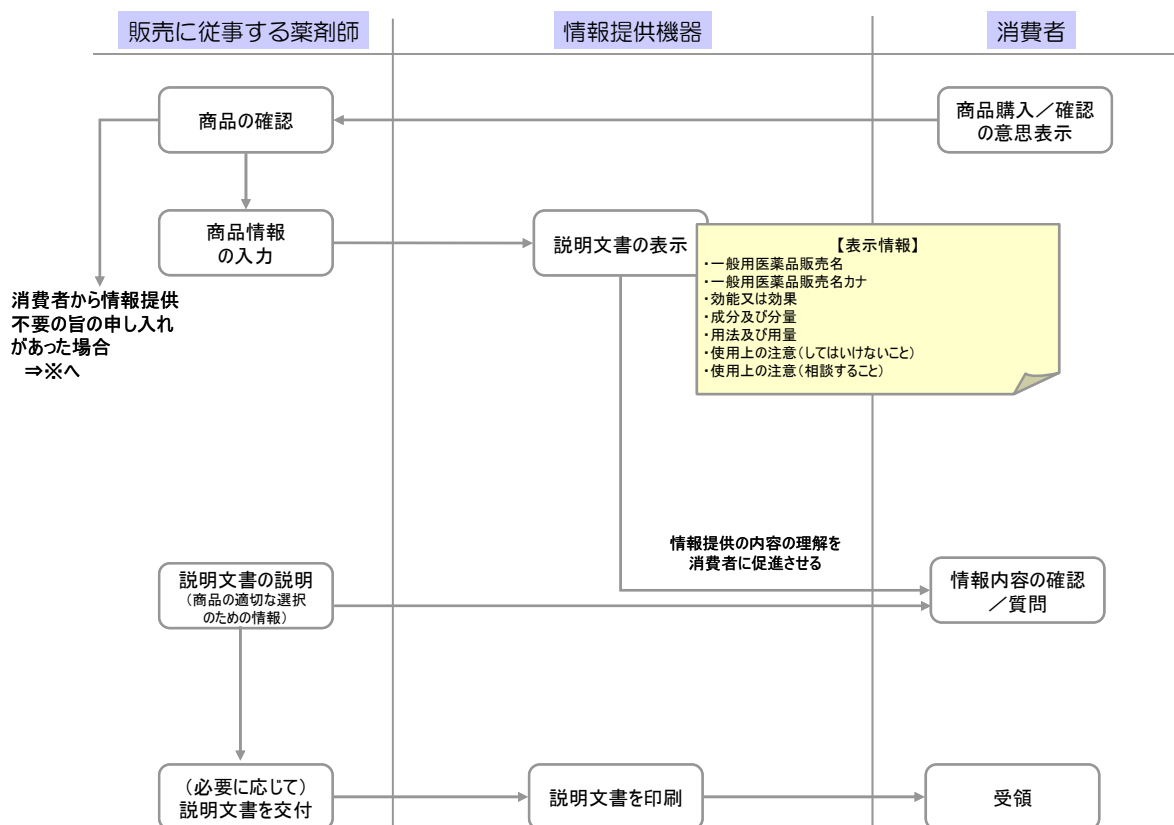 販売に従事する薬剤師
情報提供機器
消費者
商品の確認
商品購入／確認
の意思表示
商品情報
の入力
説明文書の表示
【表示情報】
・一般用医薬品販売名
・一般用医薬品販売名カナ
・効能又は効果
・成分及び分量
・用法及び用量
・使用上の注意（してはいけないこと）
・使用上の注意（相談すること）
消費者から情報提供
不要の旨の申し入れ
があった場合
⇒※へ
情報提供の内容の理解を
消費者に促進させる
説明文書の説明
（商品の適切な選択
のための情報）
情報内容の確認
／質問
（必要に応じて）
説明文書を交付
説明文書を印刷
受領